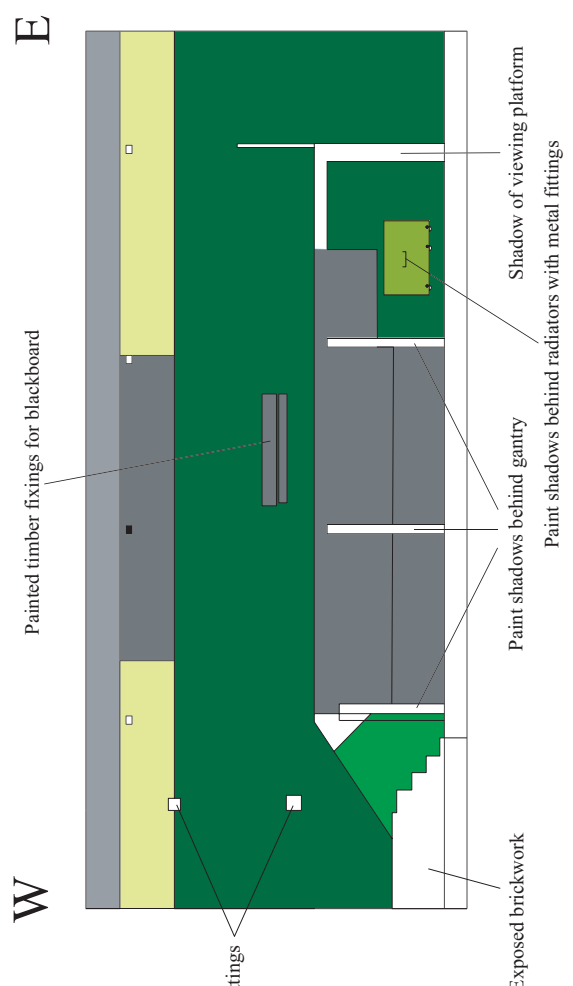 W
E
Painted timber fixings for blackboard
Exposed brickwork
Paint shadows behind gantry
Shadow of viewing platform
Paint shadows behind radiators with metal fittings